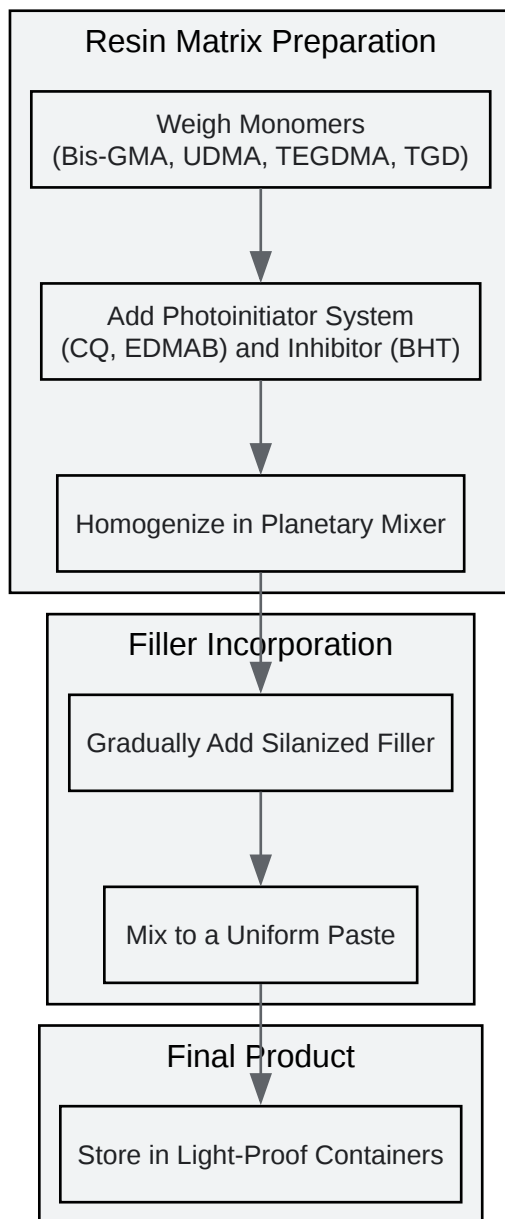 Resin Matrix Preparation
Weigh Monomers
(Bis-GMA, UDMA, TEGDMA, TGD)
Add Photoinitiator System
(CQ, EDMAB) and Inhibitor (BHT)
Homogenize in Planetary Mixer
Filler Incorporation
Gradually Add Silanized Filler
Mix to a Uniform Paste
Final Product
Store in Light-Proof Containers